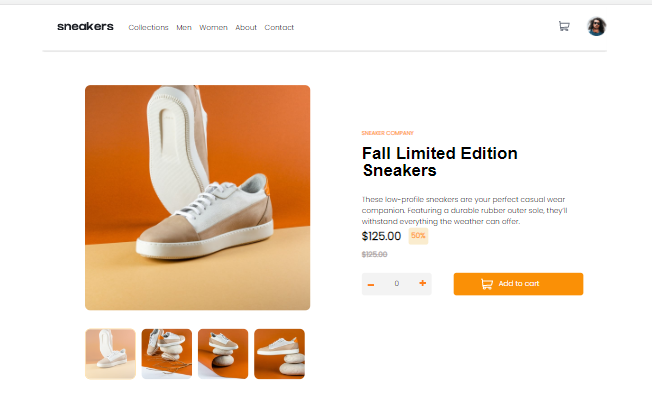 sneakers
Collections Men Women About Contact
SNEAKER COMPANY
Fall Limited Edition
Sneakers
These low-profile sneakers are your perfect casual wear
companion. Featuring a durable rubber outer sole, they'll
withstand everything the weather can offer.
$125.00 50%
$125.00
- 0 +
Add to cart